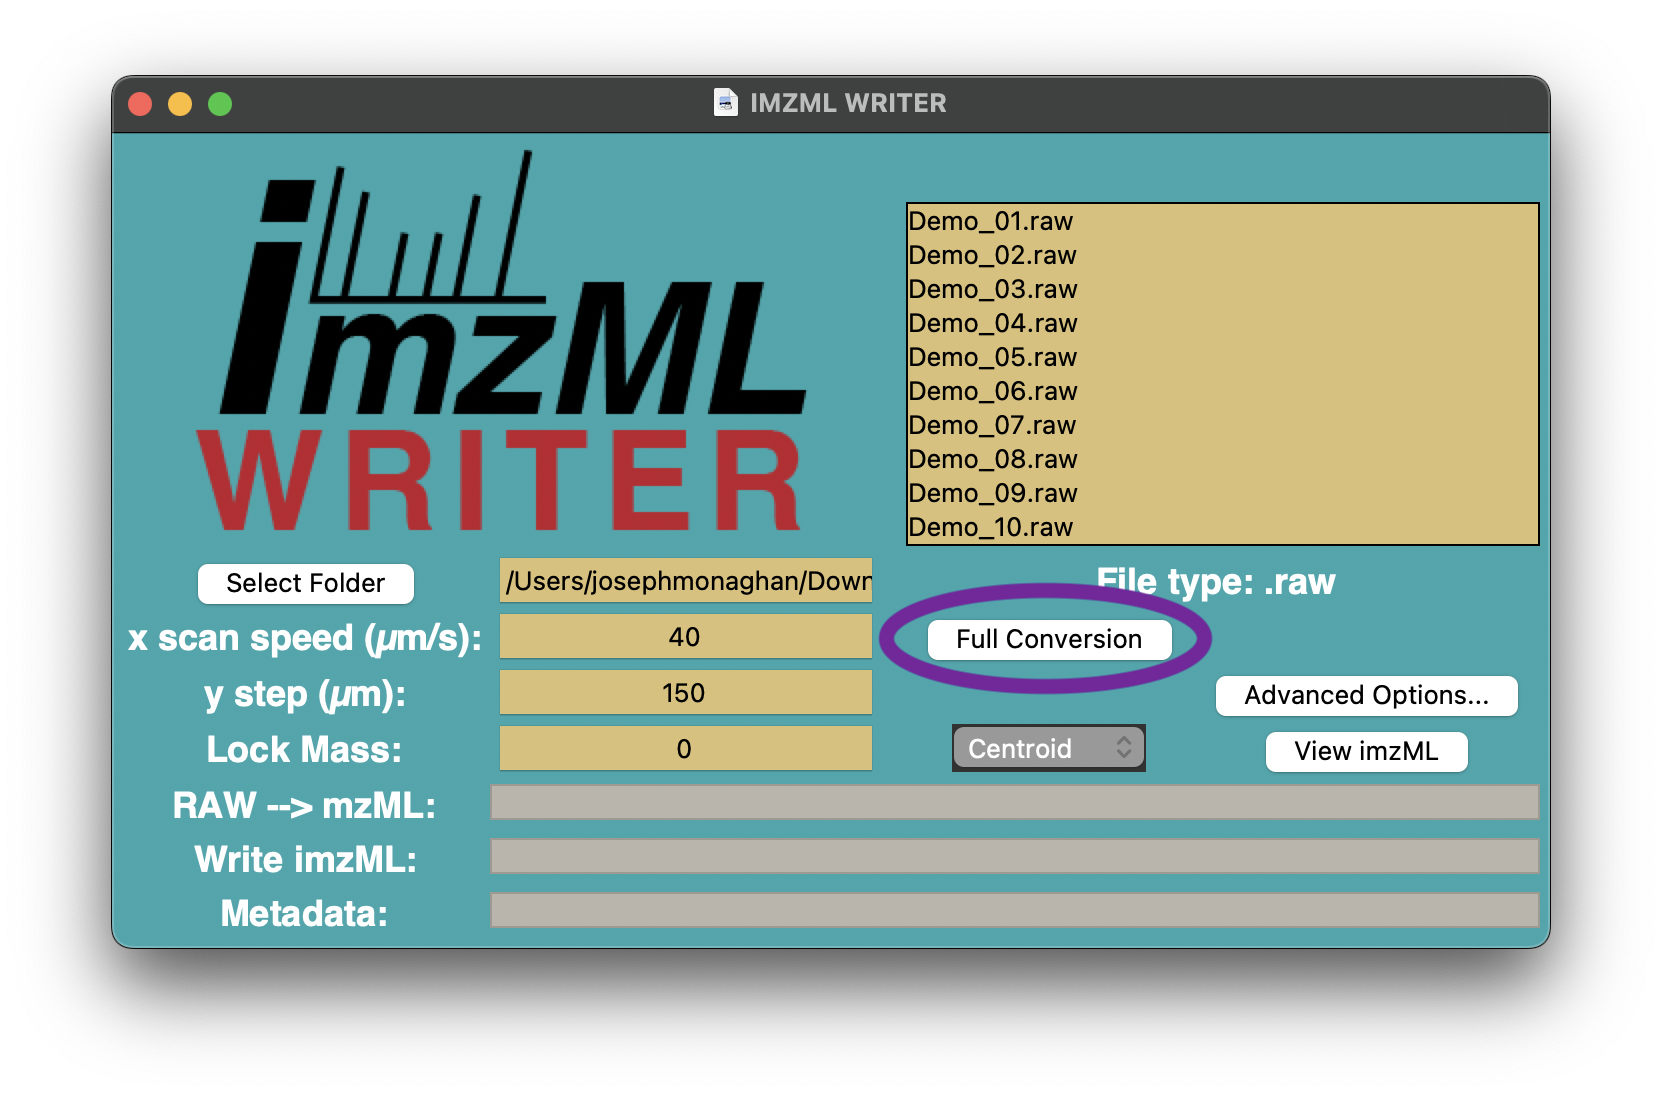 IMZML WRITER
imzML
WRITER
Demo_01.raw
Demo_02.raw
Demo_03.raw
Demo_04.raw
Demo_05.raw
Demo_06.raw
Demo_07.raw
Demo_08.raw
Demo_09.raw
Demo_10.raw
Select Folder
/Users/josephmonaghan/Down
File type: .raw
x scan speed (µm/s):
40
Full Conversion
y step (µm):
150
Advanced Options...
Lock Mass:
0
Centroid
View imzML
RAW --> mzML:
Write imzML:
Metadata: